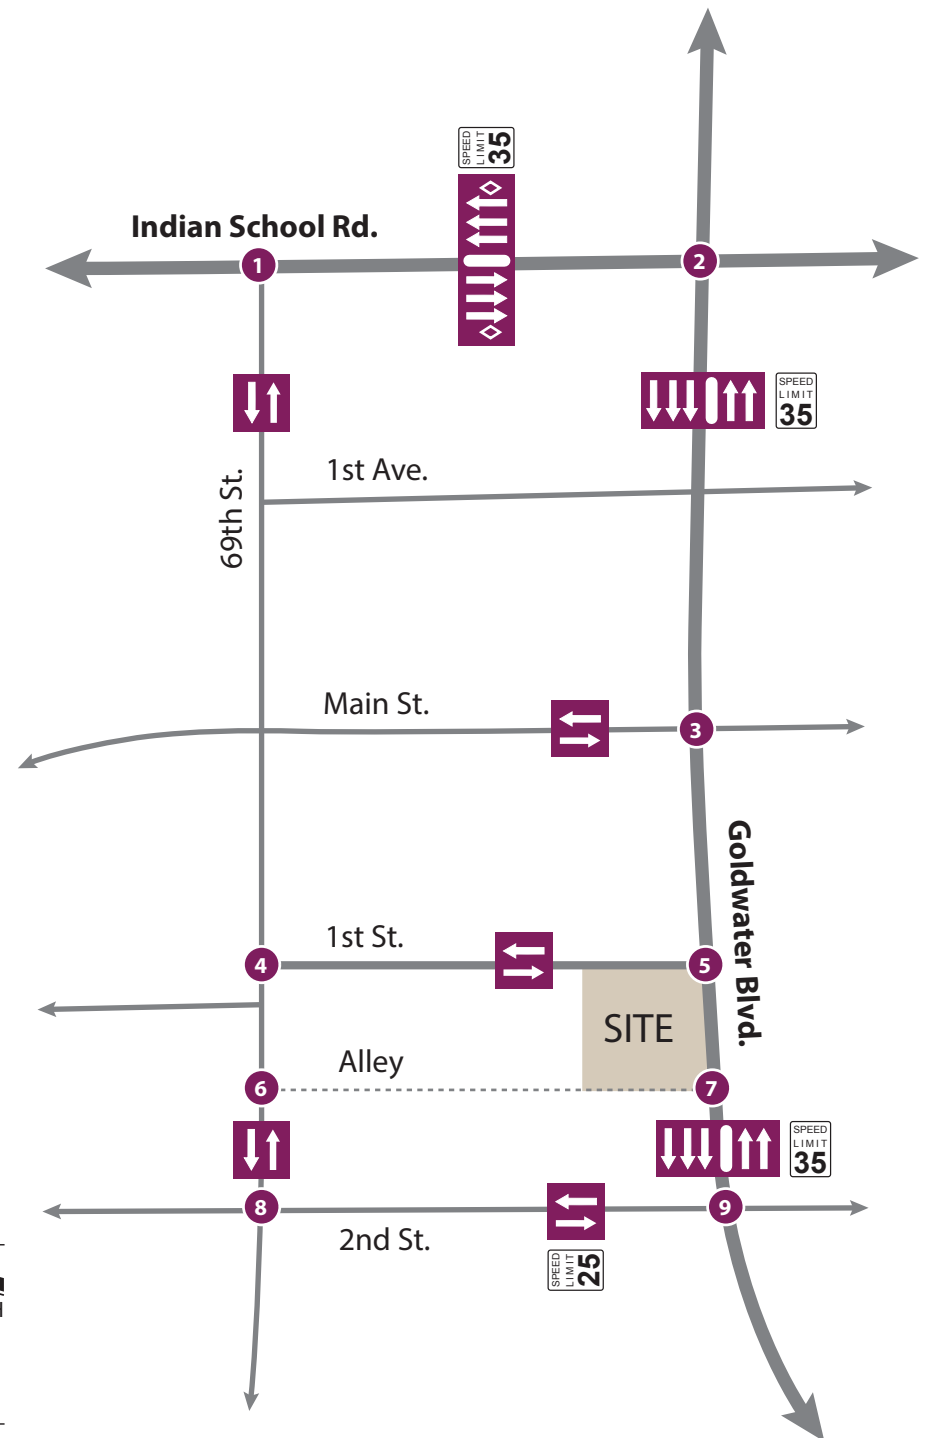 SPEED
LIMIT
35
Indian School Rd.
1
2
SPEED
LIMIT
35
1st Ave.
69th St.
Main St.
3
Goldwater Blvd.
1st St.
4
5
SITE
Alley
6
7
SPEED
LIMIT
35
8
9
2nd St.
SPEED
LIMIT
25